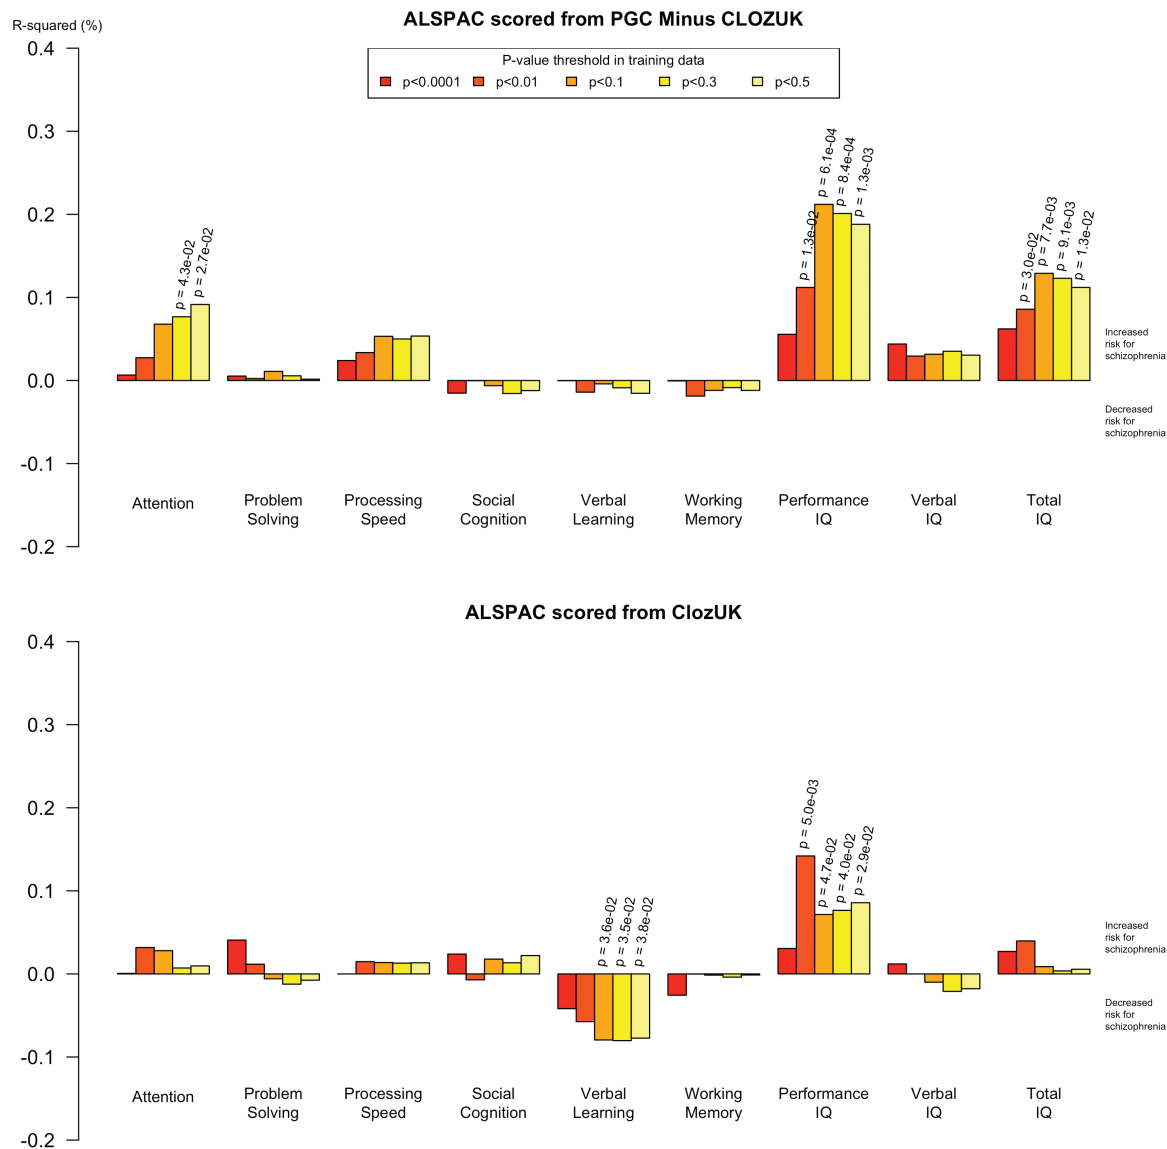 ALSPAC scored from PGC Minus CLOZUK
R-squared (%)
P-value threshold in training data
p<0.0001 p<0.01 p<0.1 p<0.3 p<0.5
0.4
0.3
0.2
0.1
0.0
-0.1
-0.2
p = 4.3e-02
p = 2.7e-02
p = 1.3e-02
p = 6.1e-04
p = 8.4e-04
p = 1.3e-03
p = 3.0e-02
p = 7.7e-03
p = 9.1e-03
p = 1.3e-02
Increased
risk for
schizophrenia
Decreased
risk for
schizophrenia
Attention
Problem
Solving
Processing
Speed
Social
Cognition
Verbal
Learning
Working
Memory
Performance
IQ
Verbal
IQ
Total
IQ
ALSPAC scored from ClozUK
0.4
0.3
0.2
0.1
0.0
-0.1
-0.2
p = 3.6e-02
p = 3.5e-02
p = 3.8e-02
p = 5.0e-03
p = 4.7e-02
p = 4.0e-02
p = 2.9e-02
Increased
risk for
schizophrenia
Decreased
risk for
schizophrenia
Attention
Problem
Solving
Processing
Speed
Social
Cognition
Verbal
Learning
Working
Memory
Performance
IQ
Verbal
IQ
Total
IQ